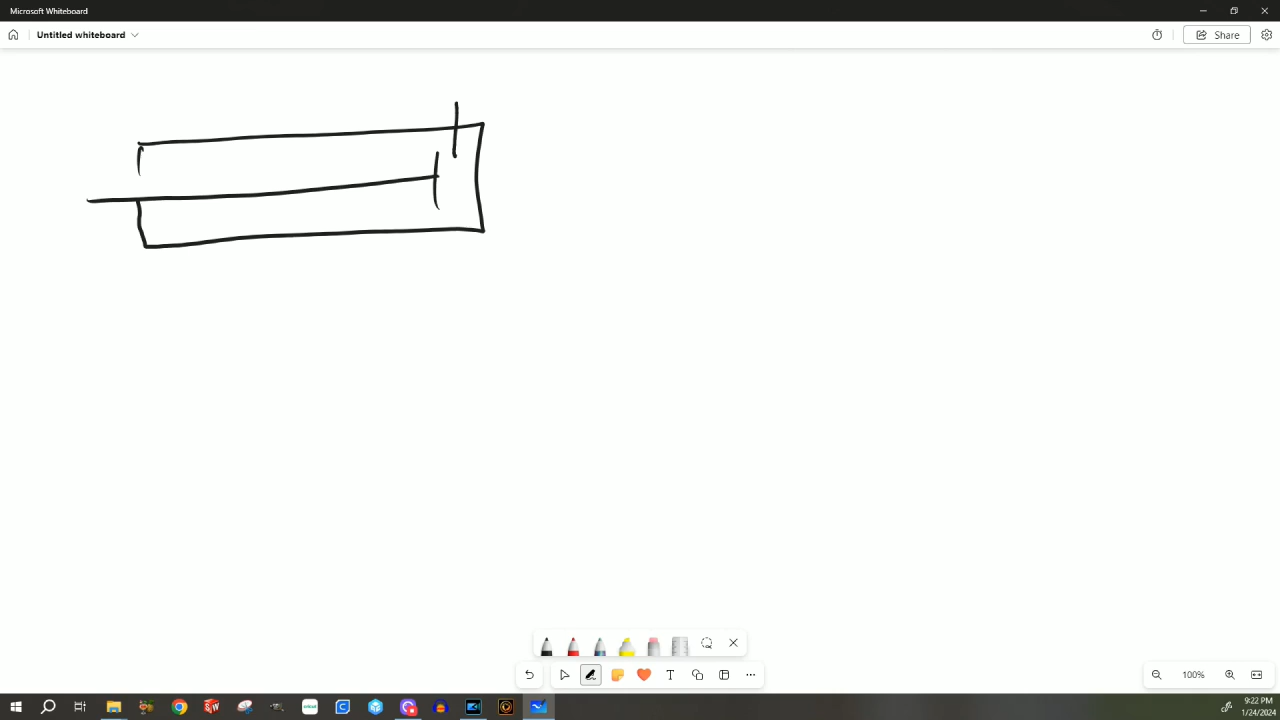 Microsoft Whiteboard
Untitled whiteboard
Share
100%
9:22 PM
1/24/2024